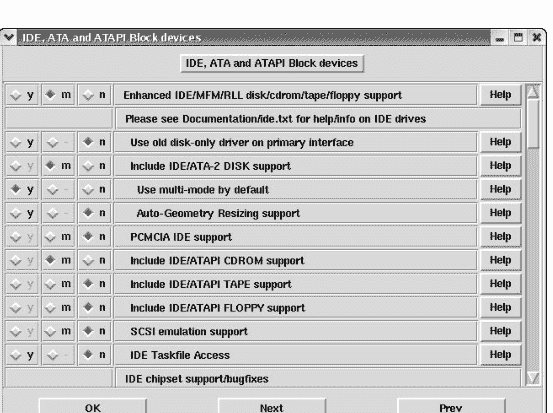 IDE, ATA and ATAPI Block devices
IDE, ATA and ATAPI Block devices
y m n Enhanced IDE/MFM/RLL disk/cdrom/tape/floppy support Help
Please see Documentation/ide.txt for help/info on IDE drives
y - n Use old disk-only driver on primary interface Help
y m n Include IDE/ATA-2 DISK support Help
y - n Use multi-mode by default Help
y - n Auto-Geometry Resizing support Help
y m n PCMCIA IDE support Help
y m n Include IDE/ATAPI CDROM support Help
y m n Include IDE/ATAPI TAPE support Help
y m n Include IDE/ATAPI FLOPPY support Help
y m n SCSI emulation support Help
y - n IDE Taskfile Access Help
IDE chipset support/bugfixes
OK Next Prev